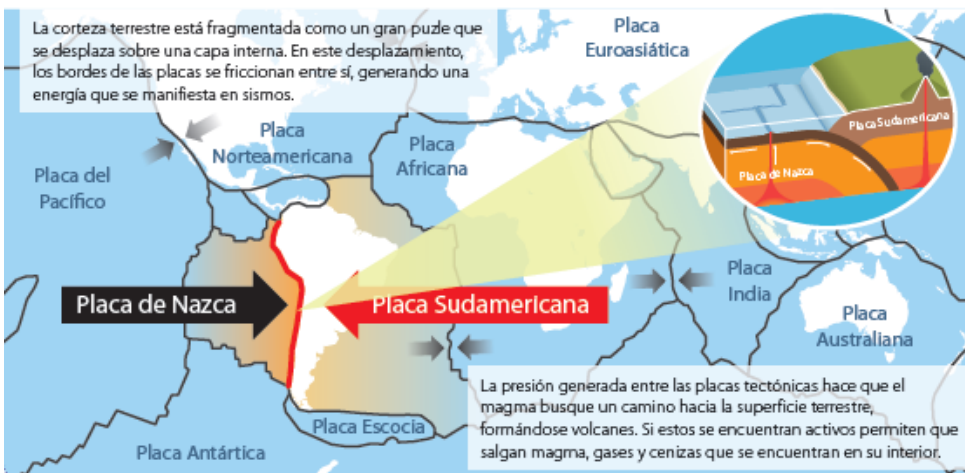 La corteza terrestre está fragmentada como un gran puzle que
se desplaza sobre una capa interna. En este desplazamiento,
los bordes de las placas se friccionan entre sí, generando una
energía que se manifiesta en sismos.
Placa
Euroasiática
Placa Sudamericana
Placa de Nazca
Placa
Norteamericana
Placa
Africana
Placa del
Pacífico
Placa de Nazca
Placa Sudamericana
Placa
India
Placa
Australiana
Placa Escocia
Placa Antártica
La presión generada entre las placas tectónicas hace que el
magma busque un camino hacia la superficie terrestre,
formándose volcanes. Si estos se encuentran activos permiten que
salgan magma, gases y cenizas que se encuentran en su interior.